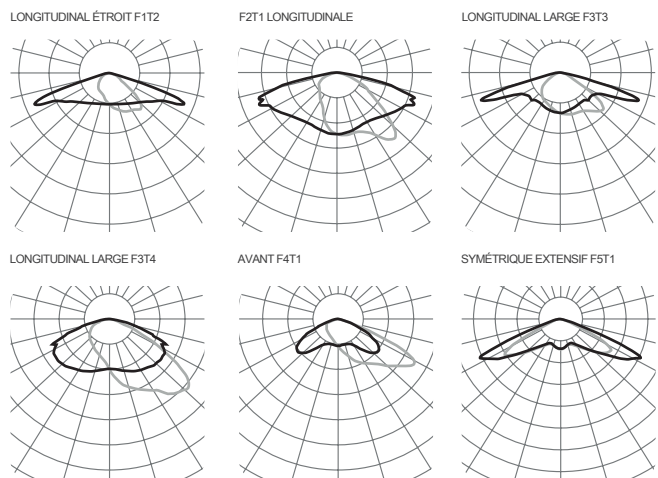 LONGITUDINAL ÉTROIT F1T2
F2T1 LONGITUDINALE
LONGITUDINAL LARGE F3T3
LONGITUDINAL LARGE F3T4
AVANT F4T1
SYMÉTRIQUE EXTENSIF F5T1